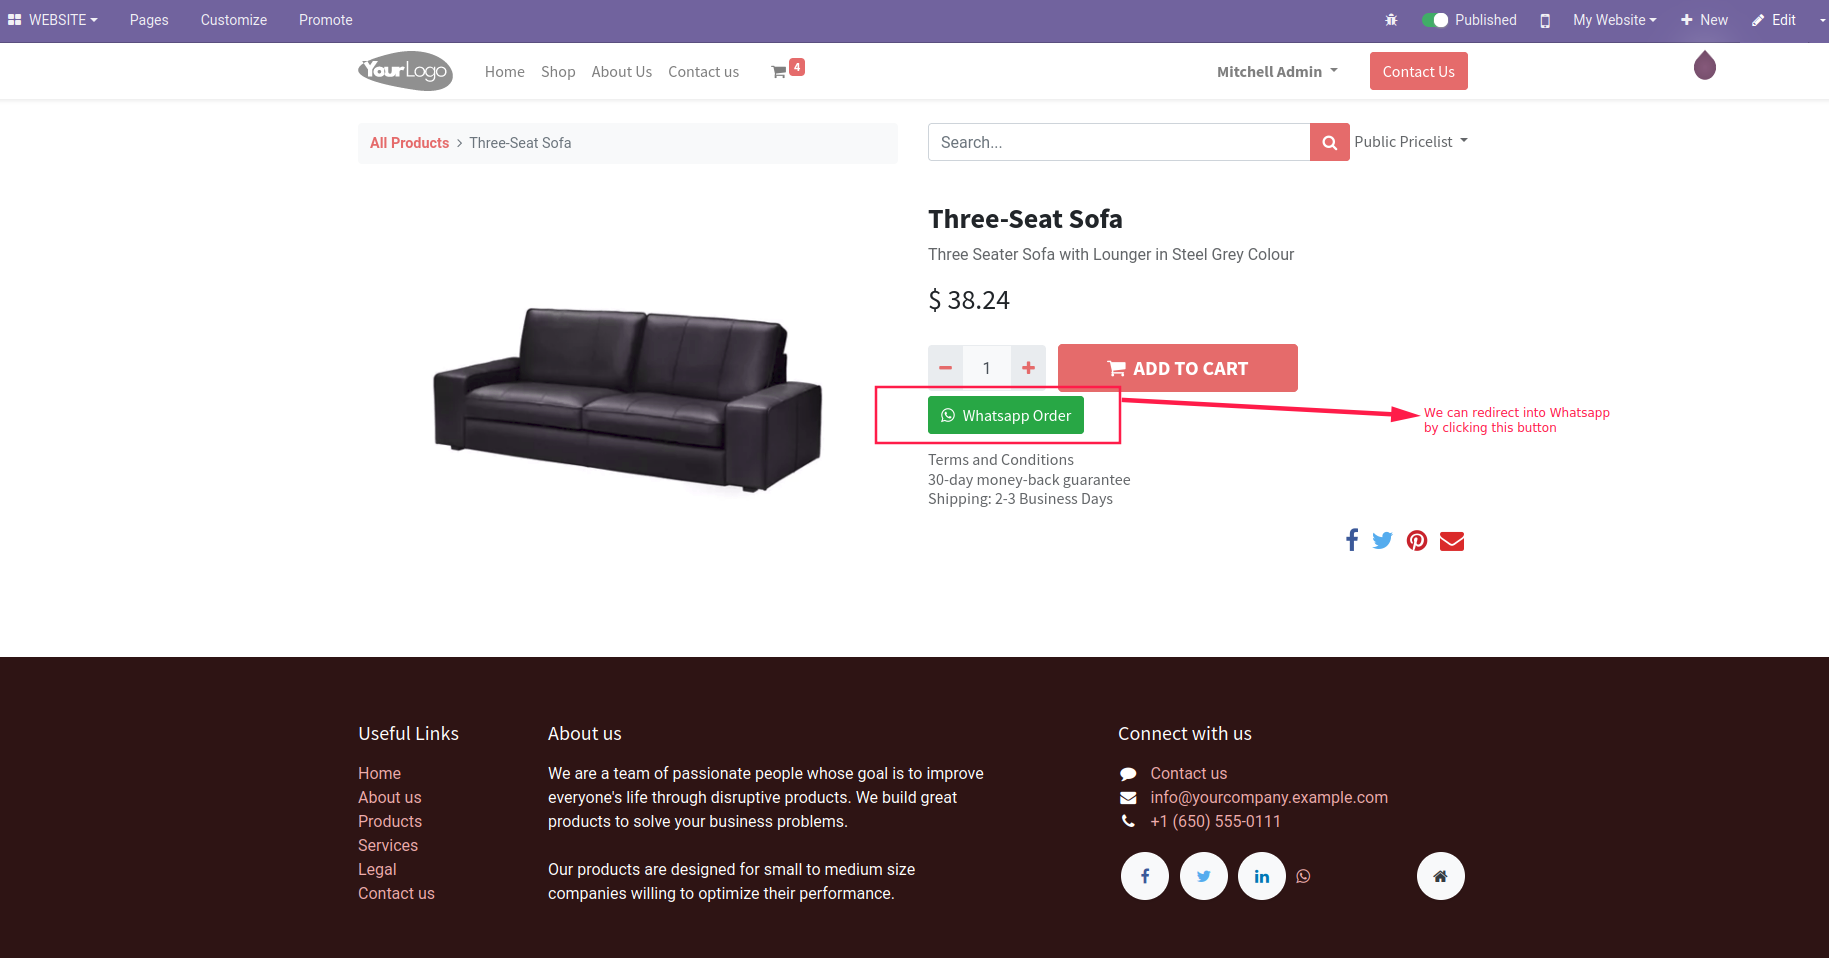 WEBSITE Pages Customize Promote Published My Website New Edit
YourLogo Home Shop About Us Contact us 4 Mitchell Admin Contact Us
All Products > Three-Seat Sofa Search... Public Pricelist
Three-Seat Sofa
Three Seater Sofa with Lounger in Steel Grey Colour
$ 38.24
1 ADD TO CART
Whatsapp Order
We can redirect into Whatsapp
by clicking this button
Terms and Conditions
30-day money-back guarantee
Shipping: 2-3 Business Days
Useful Links
Home
About us
Products
Services
Legal
Contact us
About us
We are a team of passionate people whose goal is to improve
everyone's life through disruptive products. We build great
products to solve your business problems.
Our products are designed for small to medium size
companies willing to optimize their performance.
Connect with us
Contact us
info@yourcompany.example.com
+1 (650) 555-0111